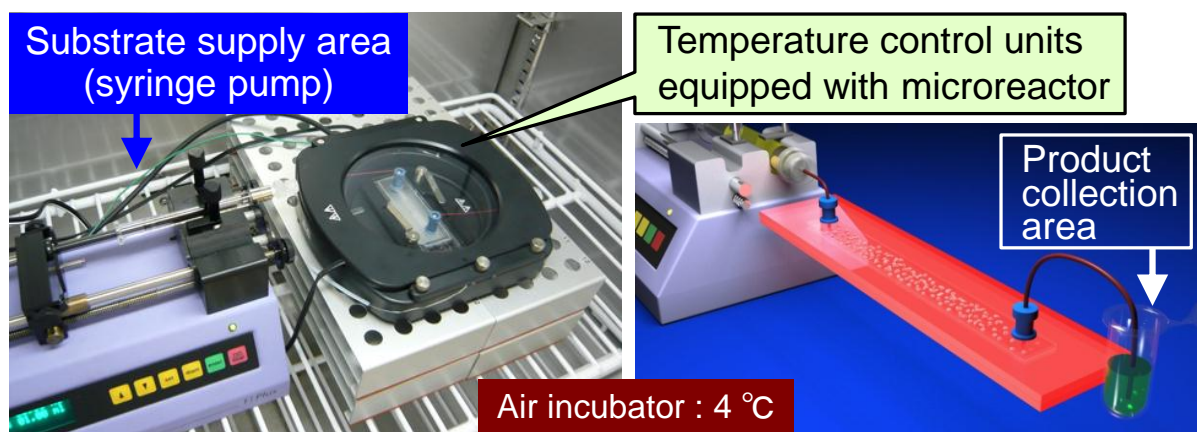 Substrate supply area
(syringe pump)
Temperature control units
equipped with microreactor
Product
collection
area
Air incubator : 4 ℃